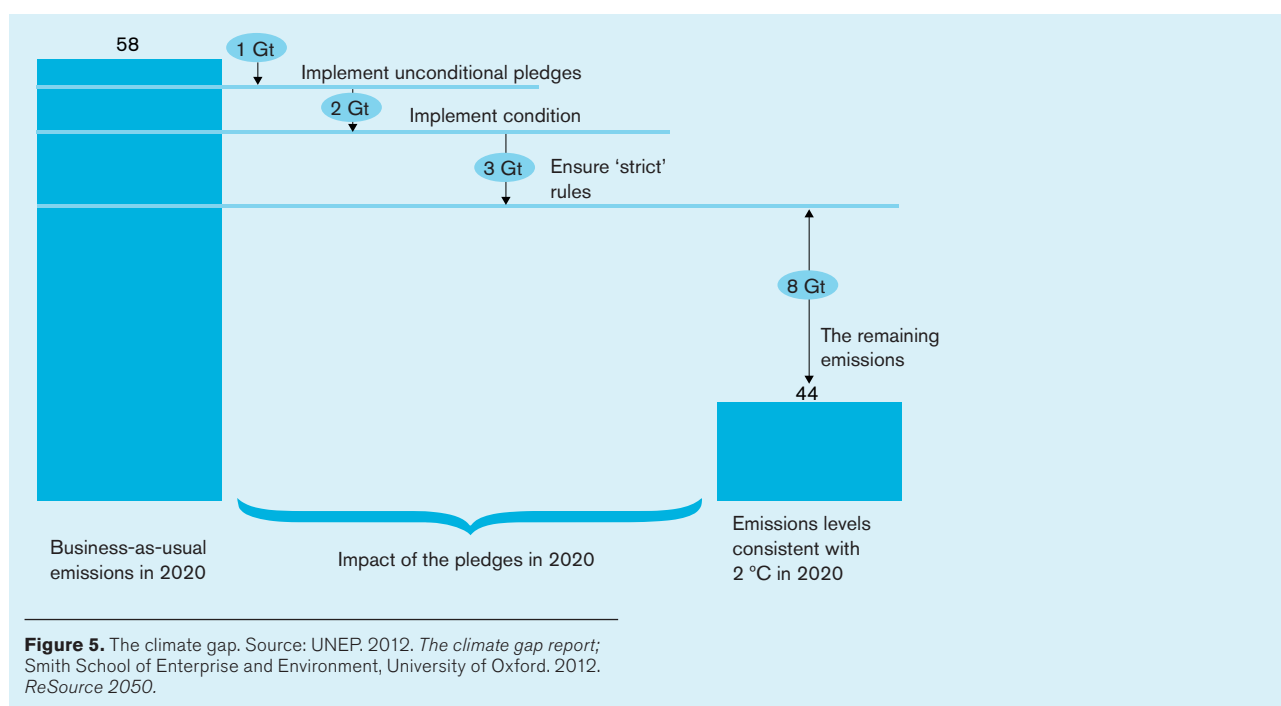 58
1 Gt
Implement unconditional pledges
2 Gt
Implement condition
3 Gt
Ensure ‘strict’
rules
8 Gt
The remaining
emissions
44
Business-as-usual
emissions in 2020
Impact of the pledges in 2020
Emissions levels
consistent with
2 ºC in 2020
Figure 5. The climate gap. Source: UNEP. 2012. The climate gap report;
Smith School of Enterprise and Environment, University of Oxford. 2012.
ReSource 2050.